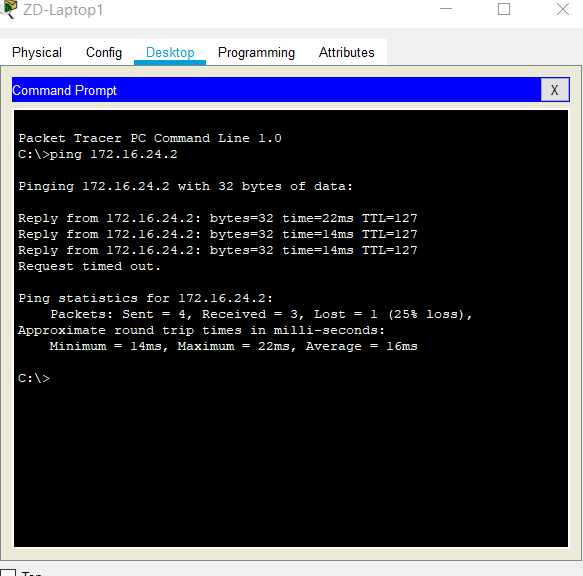 ZD-Laptop1
Physical Config Desktop Programming Attributes
Command Prompt X
Packet Tracer PC Command Line 1.0
C:\>ping 172.16.24.2
Pinging 172.16.24.2 with 32 bytes of data:
Reply from 172.16.24.2: bytes=32 time=22ms TTL=127
Reply from 172.16.24.2: bytes=32 time=14ms TTL=127
Reply from 172.16.24.2: bytes=32 time=14ms TTL=127
Request timed out.
Ping statistics for 172.16.24.2:
Packets: Sent = 4, Received = 3, Lost = 1 (25% loss),
Approximate round trip times in milli-seconds:
Minimum = 14ms, Maximum = 22ms, Average = 16ms
C:\>